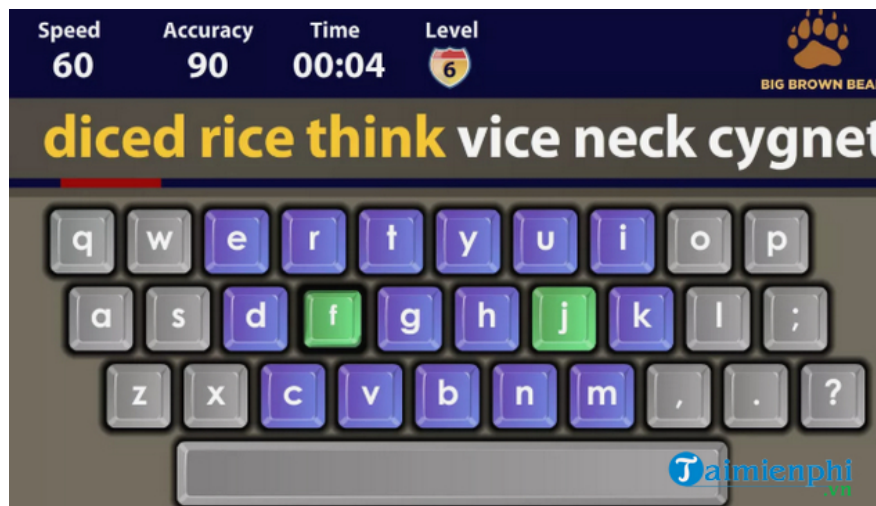 Speed Accuracy Time Level
60 90 00:04 6
BIG BROWN BEA
diced rice think vice neck cygnet
q w e r t y u i o p
a s d f g h j k l ;
z x c v b n m , . ?
Taimienphi
.vn